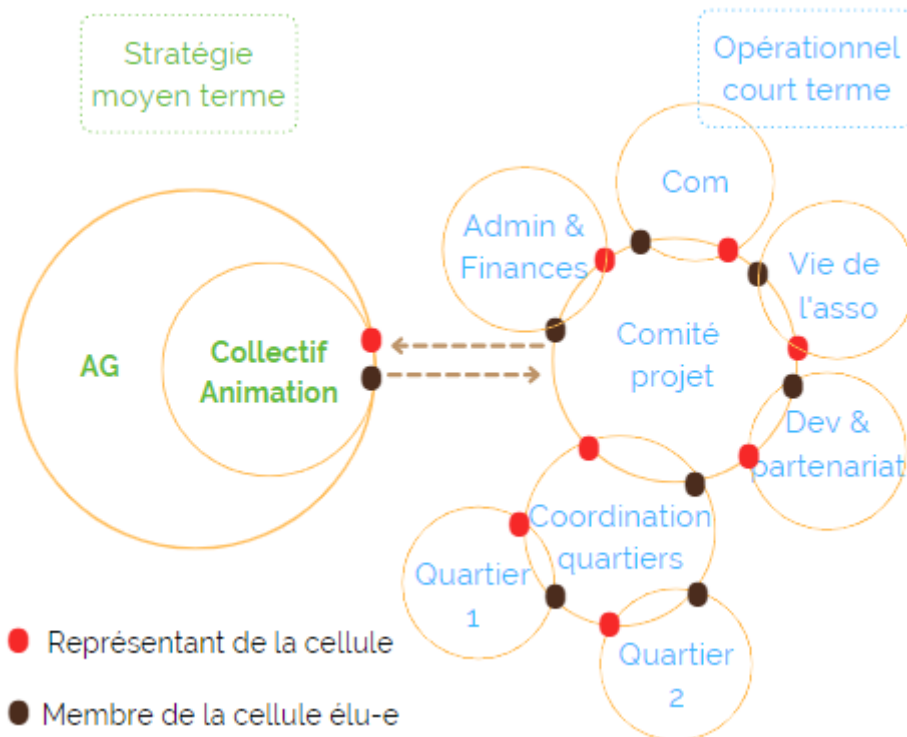 Stratégie
moyen terme
Opérationnel
court terme
Com
Admin &
Finances
Vie de
l'asso
Comité
projet
AG
Collectif
Animation
Dev &
partenariat
Coordination
quartiers
Quartier
1
Quartier
2
Représentant de la cellule
Membre de la cellule élu-e